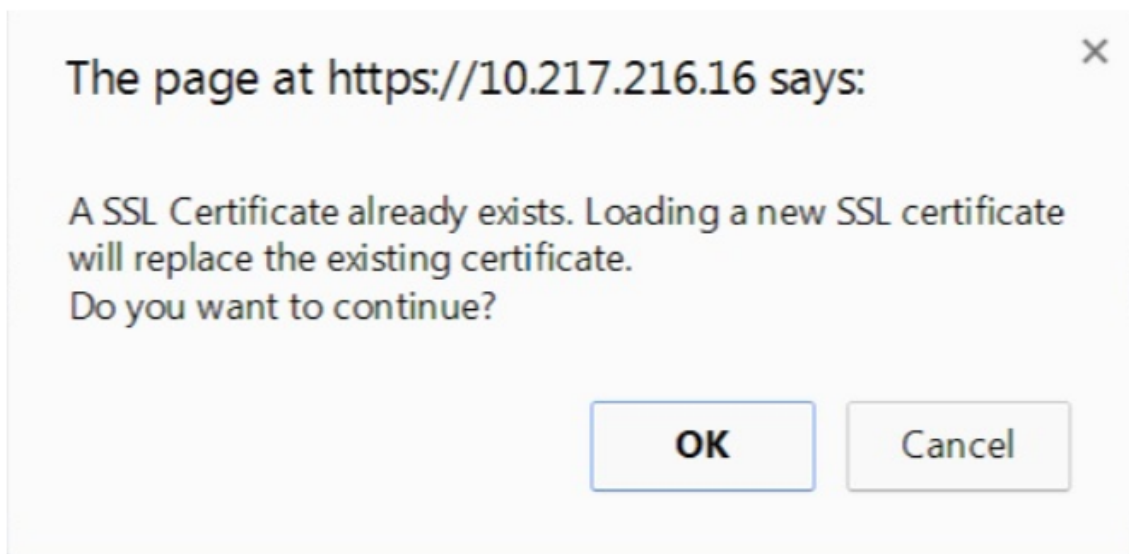 The page at https://10.217.216.16 says:
A SSL Certificate already exists. Loading a new SSL certificate
will replace the existing certificate.
Do you want to continue?
OK Cancel